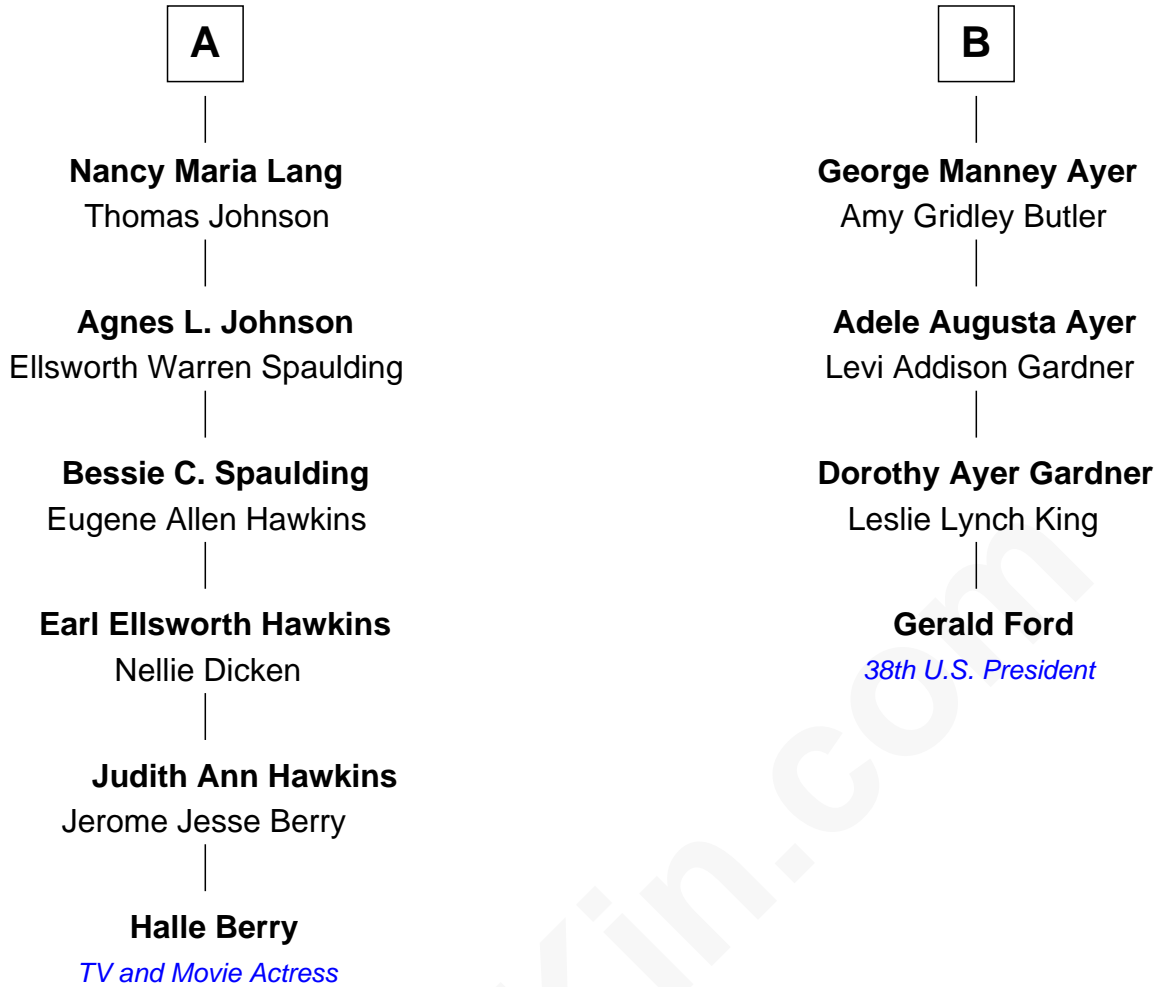 A
Nancy Maria Lang
Thomas Johnson
Agnes L. Johnson
Ellsworth Warren Spaulding
Bessie C. Spaulding
Eugene Allen Hawkins
Earl Ellsworth Hawkins
Nellie Dicken
Judith Ann Hawkins
Jerome Jesse Berry
Halle Berry
TV and Movie Actress
B
George Manney Ayer
Amy Gridley Butler
Adele Augusta Ayer
Levi Addison Gardner
Dorothy Ayer Gardner
Leslie Lynch King
Gerald Ford
38th U.S. President
Kin.com